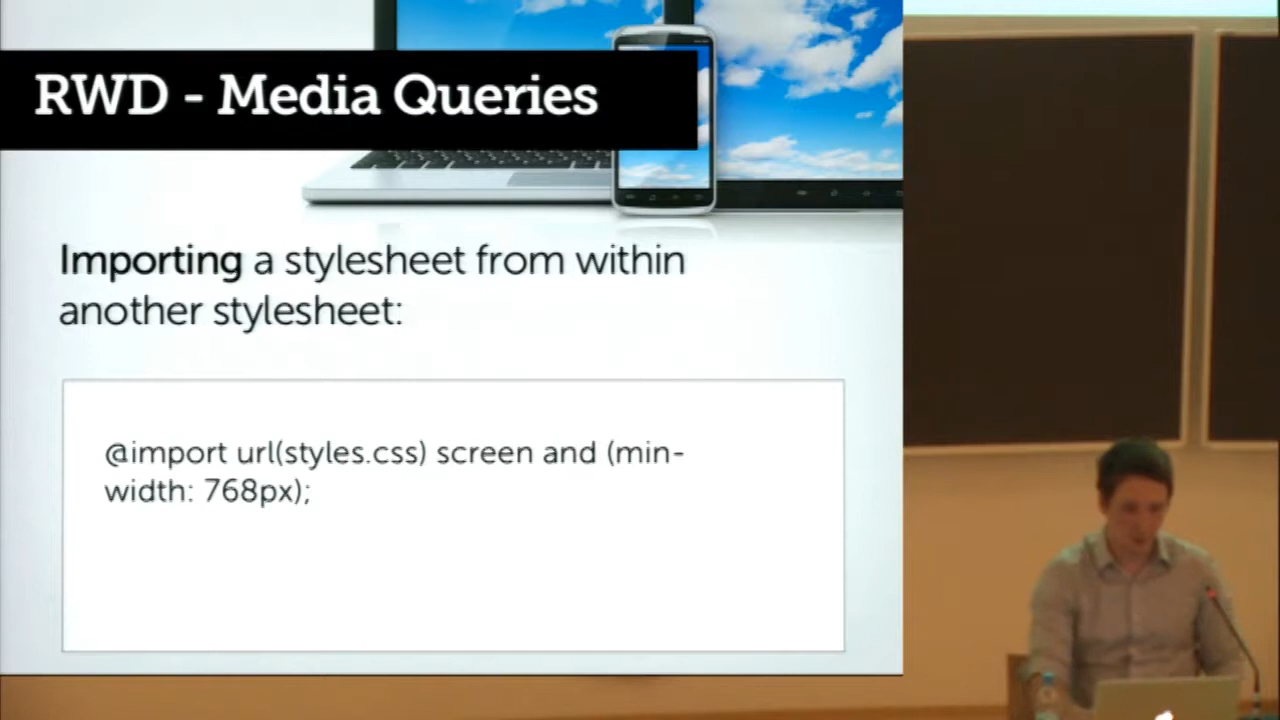 RWD - Media Queries
Importing a stylesheet from within
another stylesheet:
@import url(styles.css) screen and (min-
width: 768px);